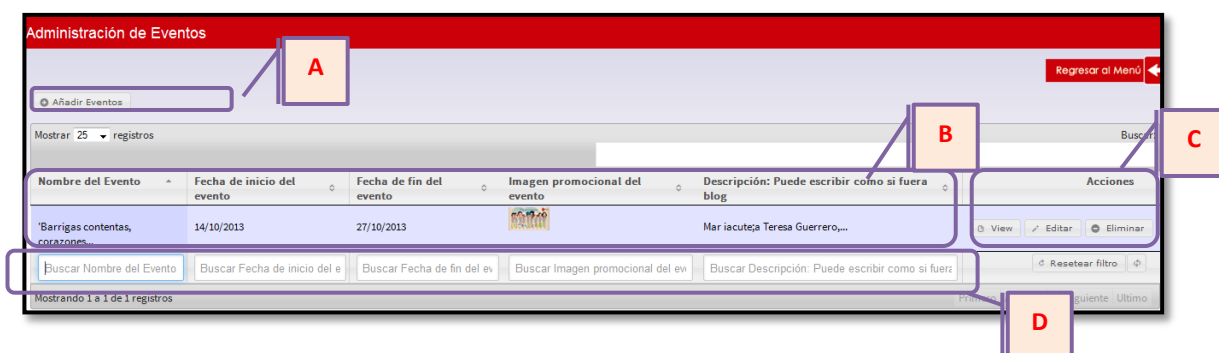 Administración de Eventos
A
Regresar al Menú
Añadir Eventos
B
C
Mostrar 25 registros
Buscar:
Nombre del Evento
Fecha de inicio del evento
Fecha de fin del evento
Imagen promocional del evento
Descripción: Puede escribir como si fuera blog
Acciones
'Barrigas contentas, corazones...
14/10/2013
27/10/2013
Mar iacute;a Teresa Guerrero,...
View
Editar
Eliminar
Buscar Nombre del Evento
Buscar Fecha de inicio del e
Buscar Fecha de fin del ev
Buscar Imagen promocional del eve
Buscar Descripción: Puede escribir como si fuera
Resetear filtro
Mostrando 1 a 1 de 1 registros
Ultimo
D